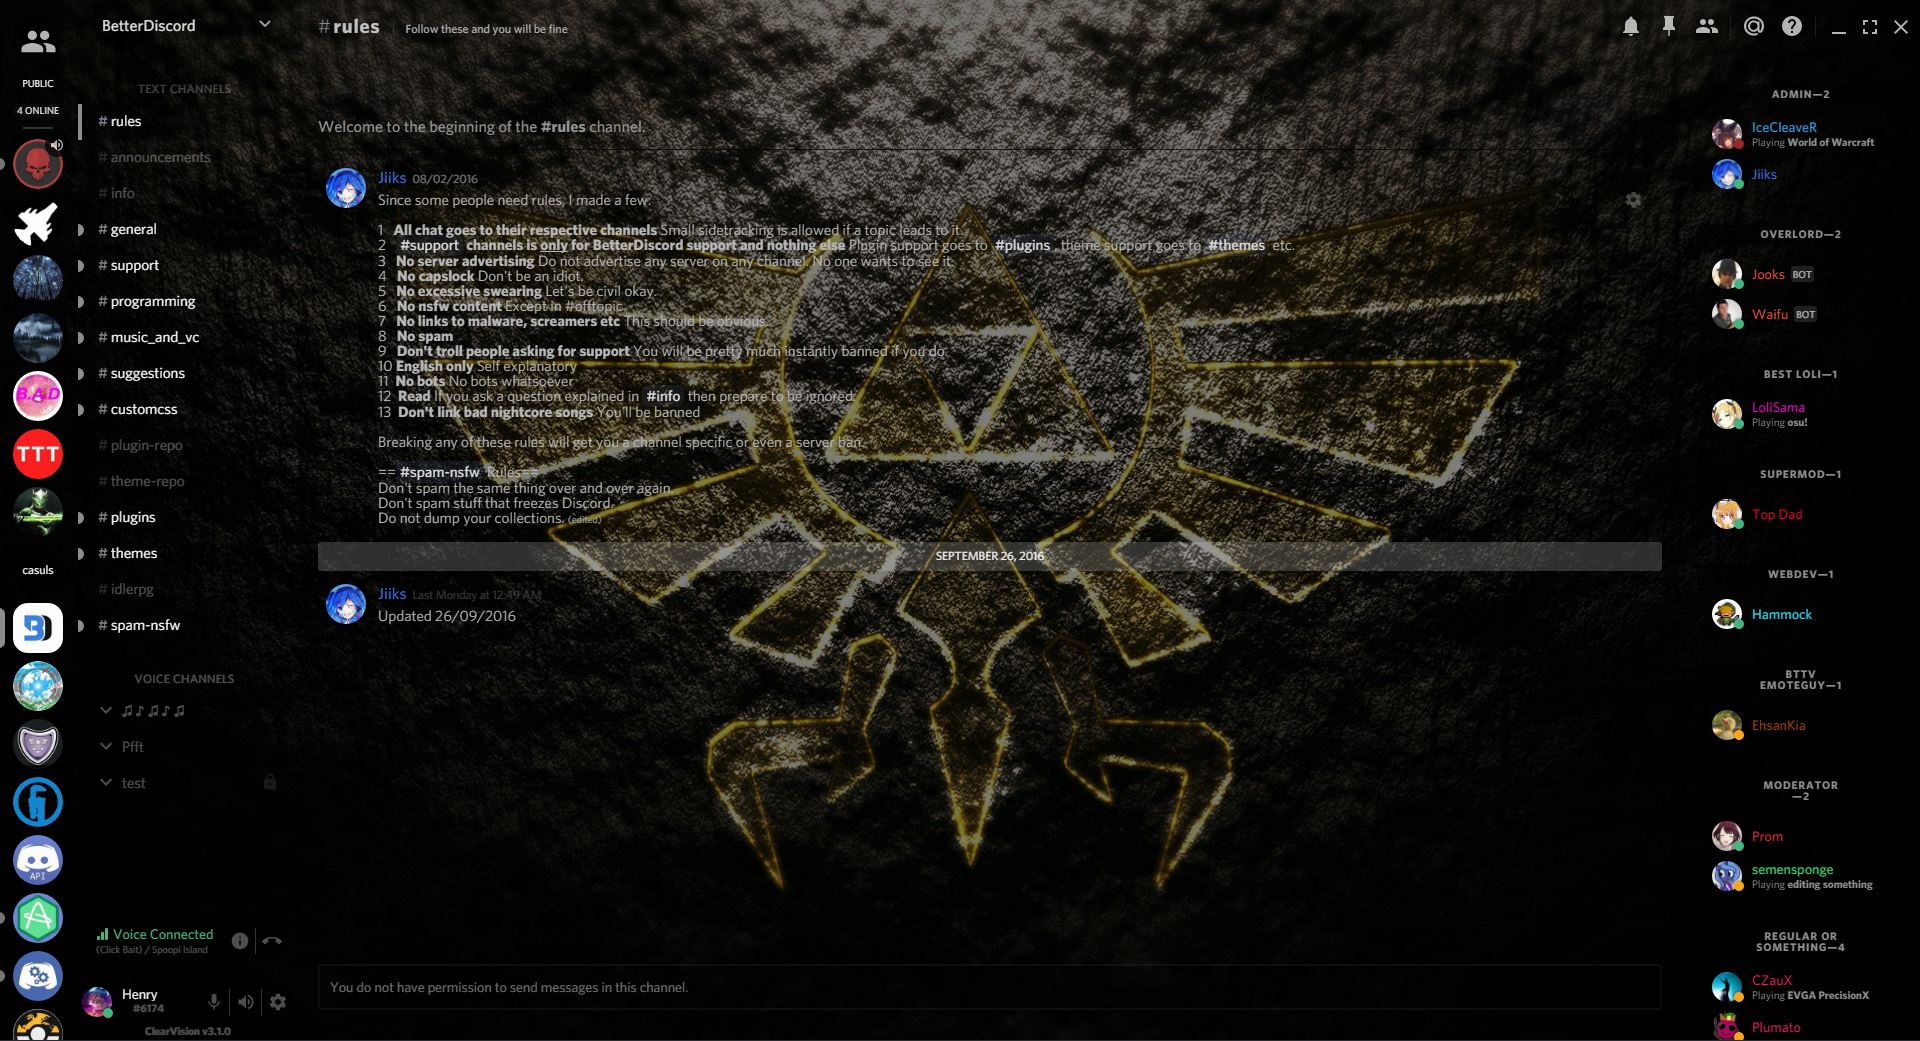 BetterDiscord
#rules
Follow these and you will be fine
PUBLIC
4 ONLINE
B.A.D
TTT
casuls
API
TEXT CHANNELS
# rules
# announcements
# info
# general
# support
# programming
# music_and_vc
# suggestions
# customcss
# plugin-repo
# theme-repo
# plugins
# themes
# idlerpg
# spam-nsfw
VOICE CHANNELS
♫♪♫♪♫
Pfft
test
Voice Connected
(Click Bait) / Spoopi Island
Henry
#6174
ClearVision v3.1.0
Welcome to the beginning of the #rules channel.
Jiiks 08/02/2016
Since some people need rules, I made a few:
1 All chat goes to their respective channels Small sidetracking is allowed if a topic leads to it.
2 #support channels is only for BetterDiscord support and nothing else Plugin support goes to #plugins , theme support goes to #themes etc.
3 No server advertising Do not advertise any server on any channel. No one wants to see it.
4 No capslock Don't be an idiot.
5 No excessive swearing Let's be civil okay.
6 No nsfw content Except in #offtopic
7 No links to malware, screamers etc This should be obvious.
8 No spam
9 Don't troll people asking for support You will be pretty much instantly banned if you do.
10 English only Self explanatory
11 No bots No bots whatsoever
12 Read If you ask a question explained in #info then prepare to be ignored.
13 Don't link bad nightcore songs You'll be banned
Breaking any of these rules will get you a channel specific or even a server ban.
== #spam-nsfw Rules==
Don't spam the same thing over and over again.
Don't spam stuff that freezes Discord.
Do not dump your collections. (edited)
SEPTEMBER 26, 2016
Jiiks Last Monday at 12:49 AM
Updated 26/09/2016
You do not have permission to send messages in this channel.
ADMIN—2
IceCleaveR
Playing World of Warcraft
Jiiks
OVERLORD—2
Jooks BOT
Waifu BOT
BEST LOLI—1
LoliSama
Playing osu!
SUPERMOD—1
Top Dad
WEBDEV—1
Hammock
BTTV
EMOTEGUY—1
EhsanKia
MODERATOR
—2
Prom
semensponge
Playing editing something
REGULAR OR
SOMETHING—4
CZauX
Playing EVGA PrecisionX
Plumato